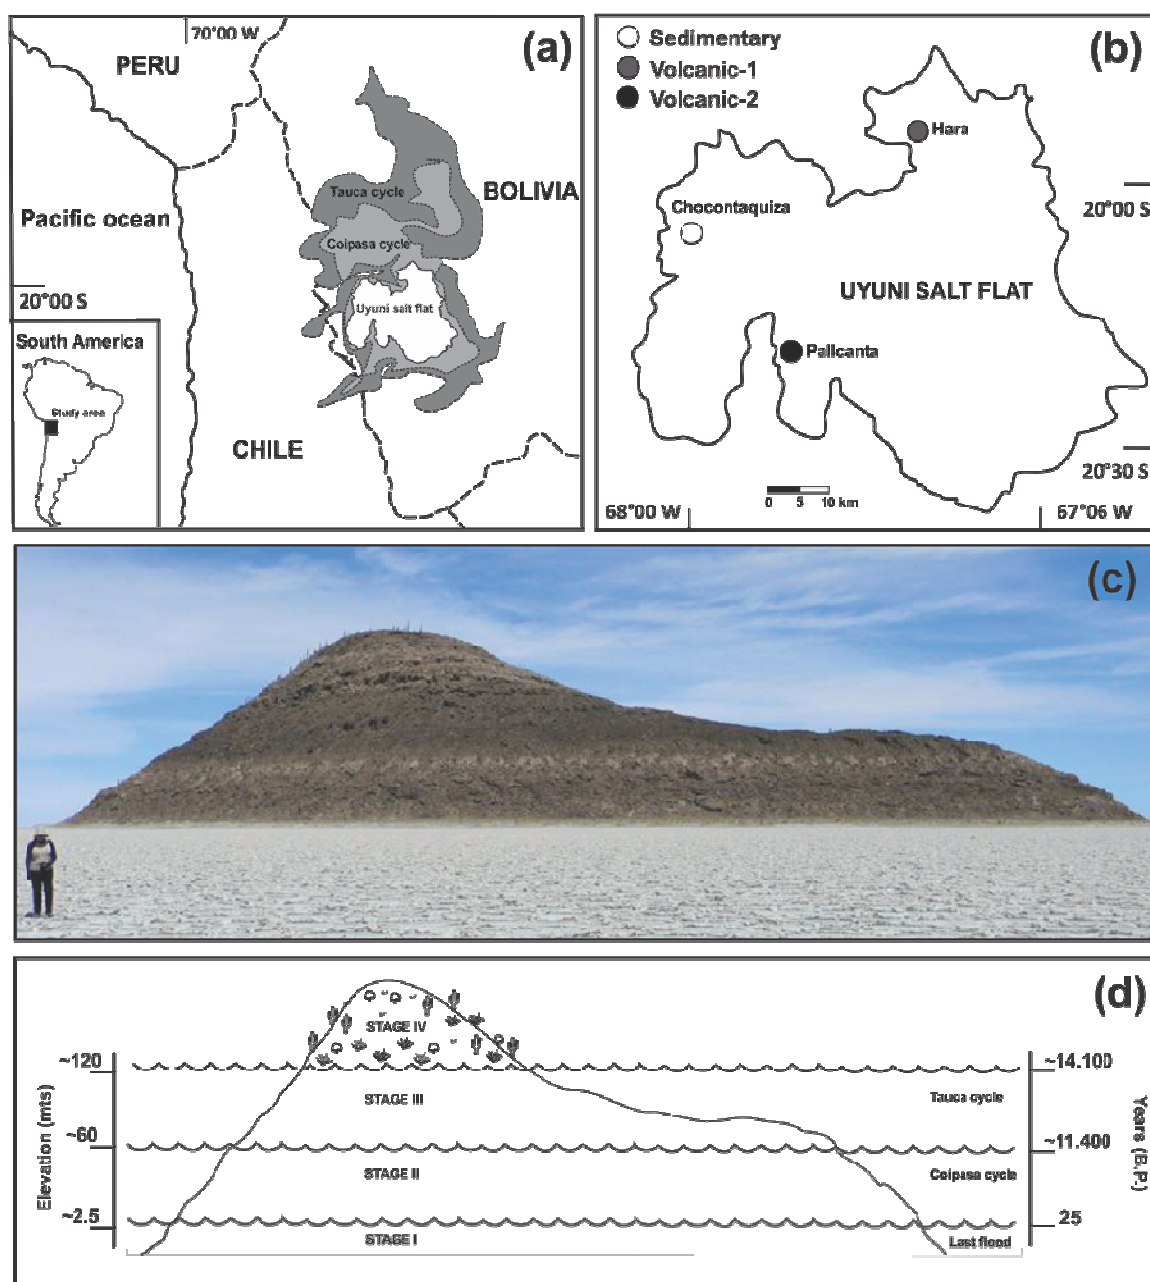 70°00 W
(a)
PERU
BOLIVIA
Tauca cycle
Pacific ocean
Coipasa cycle
20°00 S
Uyuni salt flat
South America
Study area
CHILE
(b)
Sedimentary
Volcanic-1
Volcanic-2
Hara
Chocontaquiza
20°00 S
UYUNI SALT FLAT
Palicanta
20°30 S
0 5 10 km
68°00 W
67°06 W
(c)
(d)
STAGE IV
~120
~14.100
STAGE III
Tauca cycle
Elevation (mts)
Years (B.P.)
~60
~11.400
STAGE II
Coipasa cycle
~2.5
25
STAGE I
Last flood